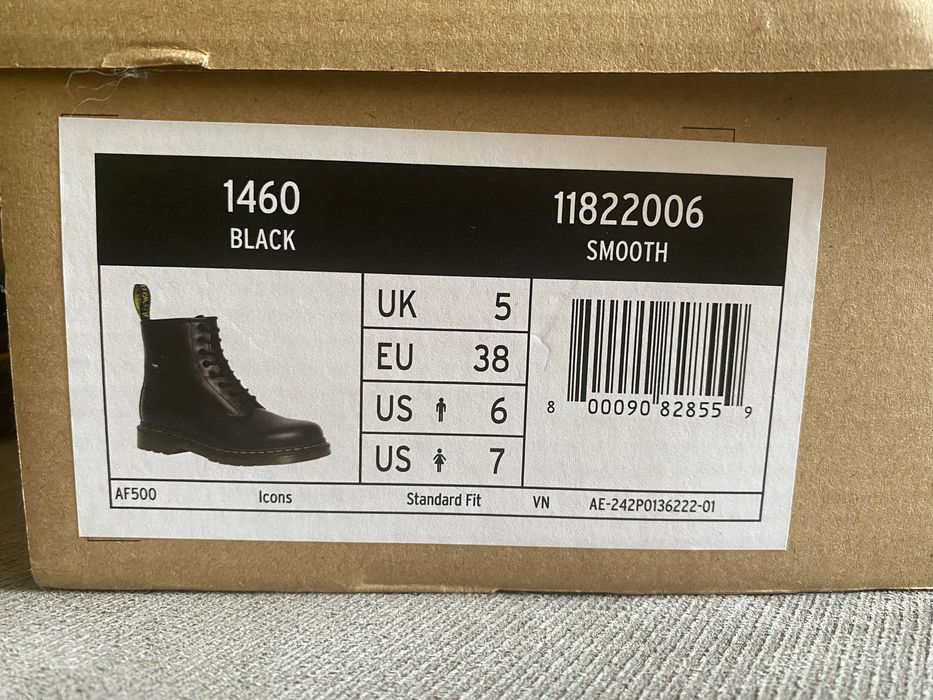 1460
BLACK
11822006
SMOOTH
UK 5
EU 38
US 6
US 7
8 00090 82855 9
AF500 Icons Standard Fit VN AE-242P0136222-01